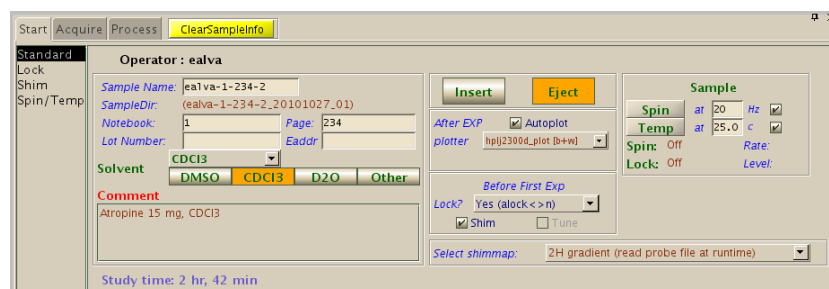 Start Acquire Process ClearSampleInfo
Standard
Lock
Shim
Spin/Temp
Operator : ealva
Sample Name: ealva-1-234-2
SampleDir: (ealva-1-234-2_20101027_01)
Notebook: 1 Page: 234
Lot Number: Eaddr
Solvent CDCl3
DMSO CDCl3 D2O Other
Comment
Atropine 15 mg, CDCl3
Study time: 2 hr, 42 min
Insert Eject
After EXP Autoplot
plotter hplj2300d_plot [b+w]
Before First Exp
Lock? Yes (alock<>n)
Shim Tune
Select shimmap: 2H gradient (read probe file at runtime)
Sample
Spin at 20 Hz
Temp at 25.0 c
Spin: Off Rate:
Lock: Off Level: